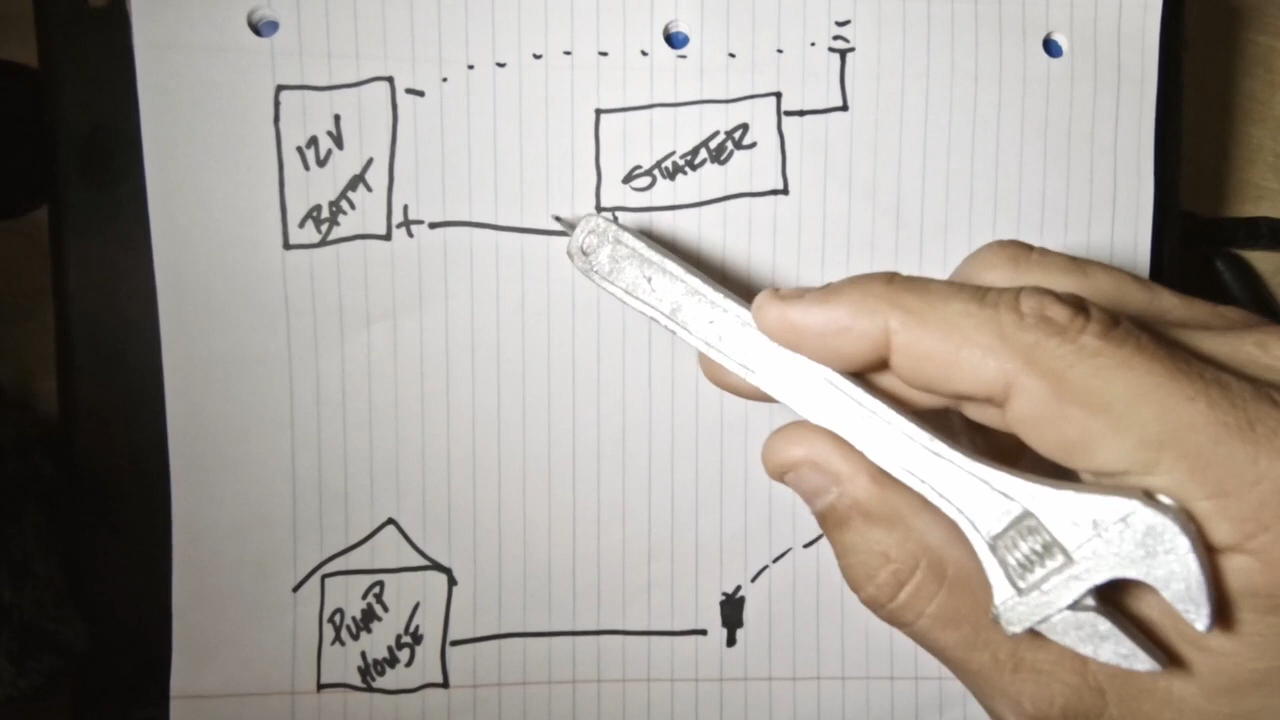 12V
BATT
-
+
STARTER
PUMP
HOUSE